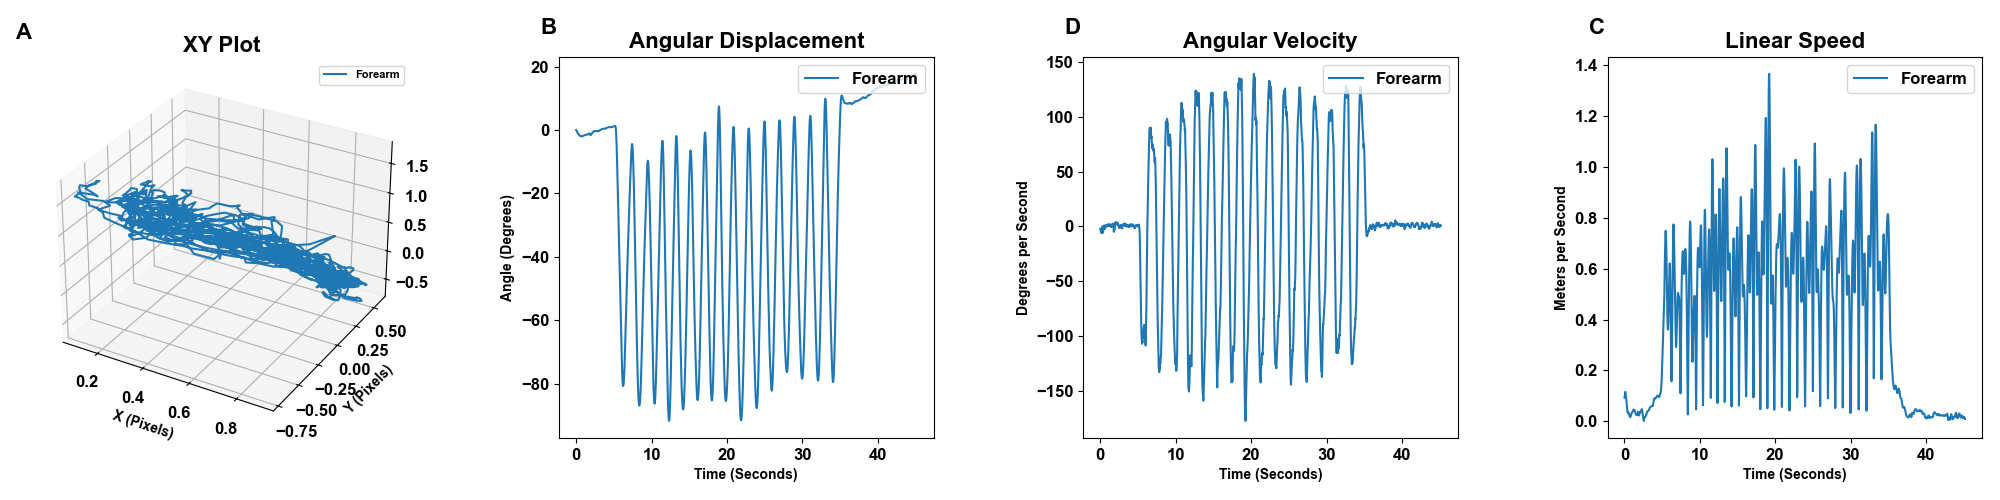 A
XY Plot
Forearm
1.5
1.0
0.5
0.0
−0.5
0.50
0.25
0.00
−0.25
−0.50
−0.75
Y (Pixels)
0.2
0.4
0.6
0.8
X (Pixels)
B
Angular Displacement
Forearm
20
0
−20
−40
−60
−80
Angle (Degrees)
0 10 20 30 40
Time (Seconds)
D
Angular Velocity
Forearm
150
100
50
0
−50
−100
−150
Degrees per Second
0 10 20 30 40
Time (Seconds)
C
Linear Speed
Forearm
1.4
1.2
1.0
0.8
0.6
0.4
0.2
0.0
Meters per Second
0 10 20 30 40
Time (Seconds)